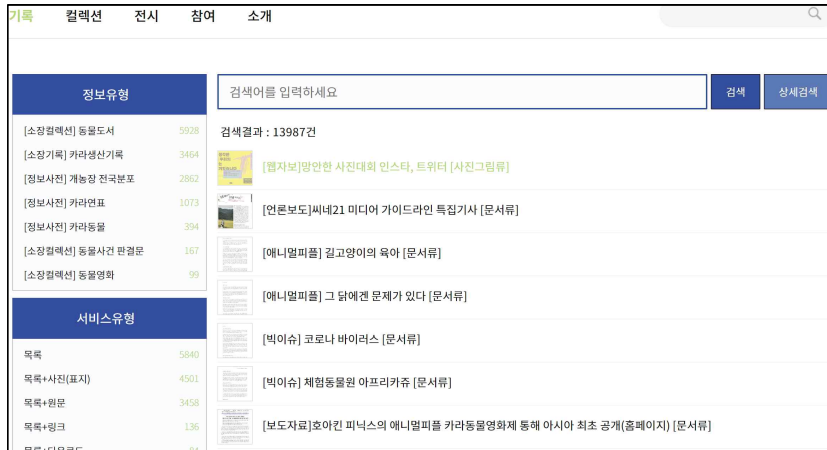 기록 컬렉션 전시 참여 소개
정보유형
[소장컬렉션] 동물도서 5928
[소장기록] 카라생산기록 3464
[정보사전] 개농장 전국분포 2862
[정보사전] 카라연표 1073
[정보사전] 카라동물 394
[소장컬렉션] 동물사건 판결문 167
[소장컬렉션] 동물영화 99
서비스유형
목록 5840
목록+사진(표지) 4501
목록+원문 3458
목록+링크 136
검색어를 입력하세요 검색 상세검색
검색결과 : 13987건
[웹자보]망안한 사진대회 인스타, 트위터 [사진그림류]
[언론보도]씨네21 미디어 가이드라인 특집기사 [문서류]
[애니멀피플] 길고양이의 육아 [문서류]
[애니멀피플] 그 닭에겐 문제가 있다 [문서류]
[빅이슈] 코로나 바이러스 [문서류]
[빅이슈] 체험동물원 아프리카쥬 [문서류]
[보도자료]호아킨 피닉스의 애니멀피플 카라동물영화제 통해 아시아 최초 공개(홈페이지) [문서류]